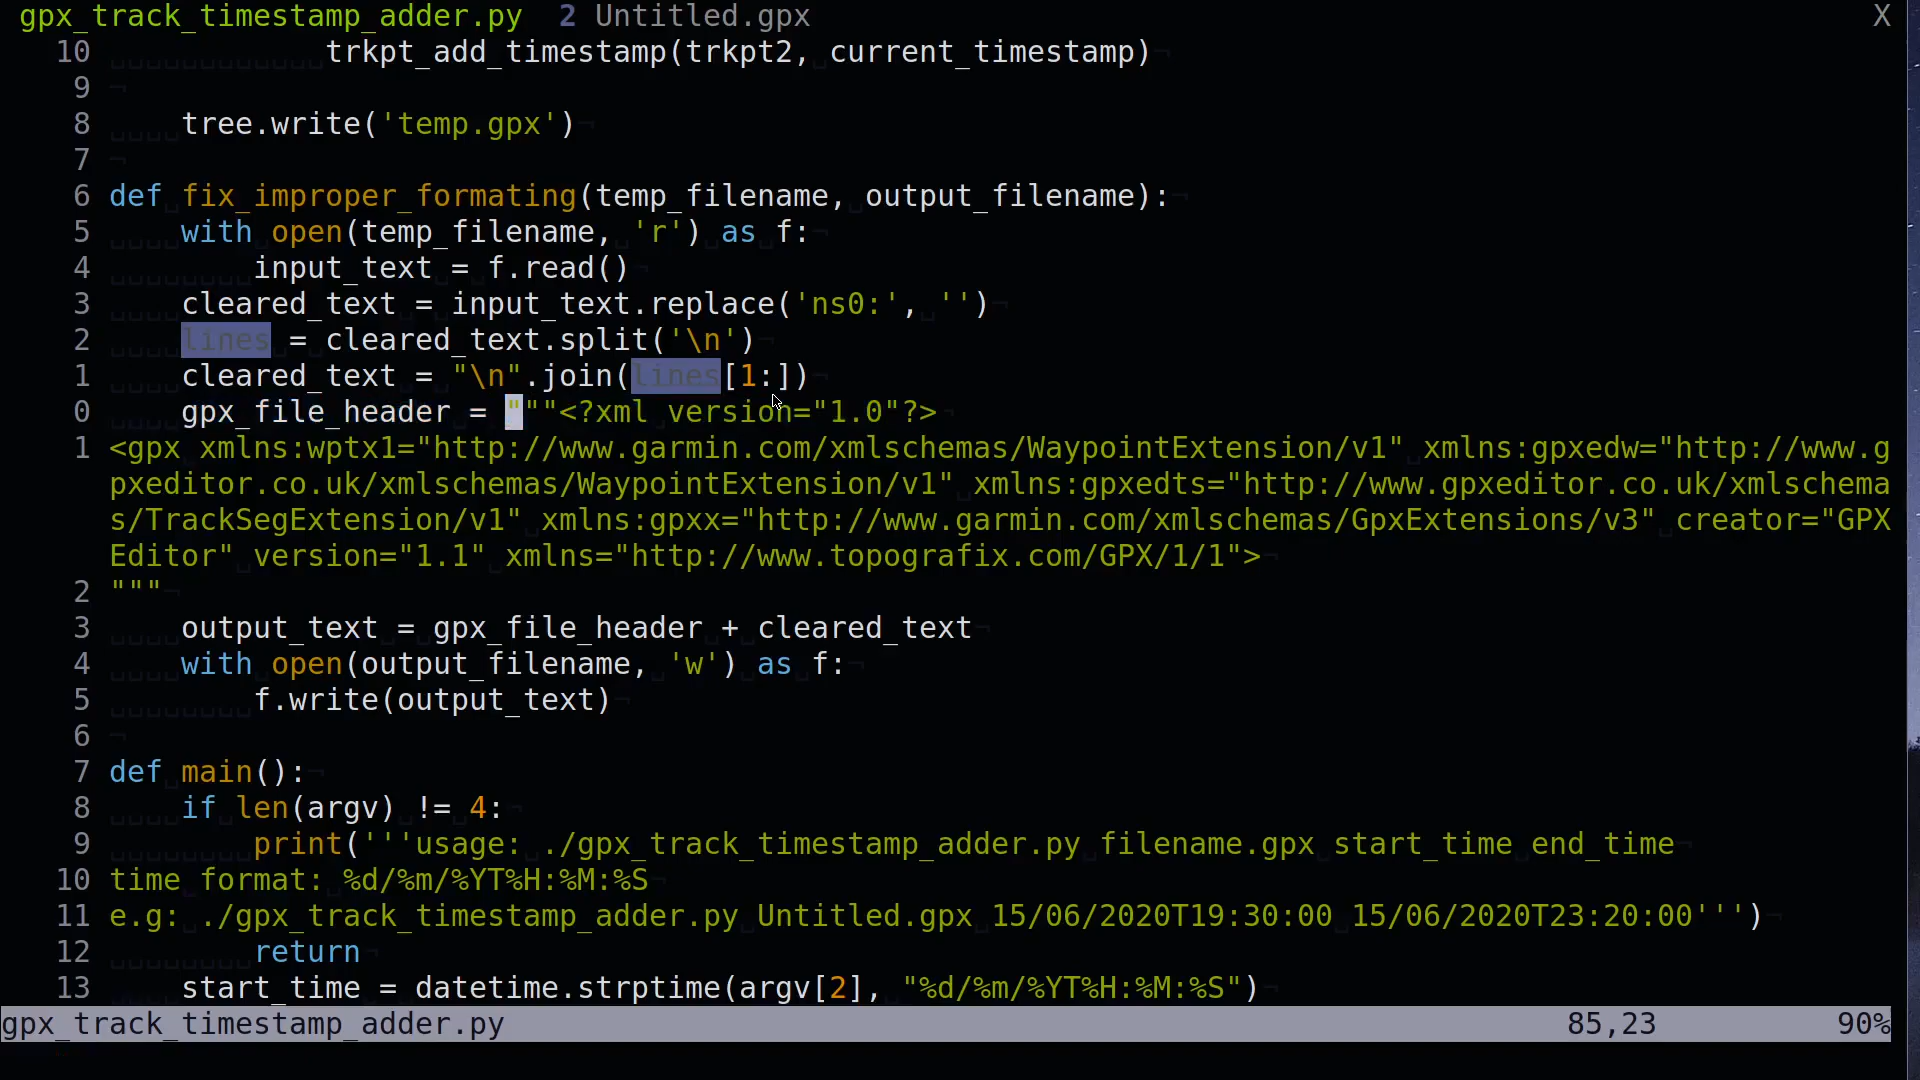 gpx_track_timestamp_adder.py  2 Untitled.gpx X
10             trkpt_add_timestamp(trkpt2, current_timestamp)¬
9 ¬
8     tree.write('temp.gpx')¬
7 ¬
6 def fix_improper_formating(temp_filename, output_filename):¬
5     with open(temp_filename, 'r') as f:¬
4         input_text = f.read()¬
3     cleared_text = input_text.replace('ns0:', '')¬
2     lines = cleared_text.split('\n')¬
1     cleared_text = "\n".join(lines[1:])¬
0     gpx_file_header = """<?xml version="1.0"?>¬
1 <gpx xmlns:wptx1="http://www.garmin.com/xmlschemas/WaypointExtension/v1" xmlns:gpxedw="http://www.g
pxeditor.co.uk/xmlschemas/WaypointExtension/v1" xmlns:gpxedts="http://www.gpxeditor.co.uk/xmlschema
s/TrackSegExtension/v1" xmlns:gpxx="http://www.garmin.com/xmlschemas/GpxExtensions/v3" creator="GPX
Editor" version="1.1" xmlns="http://www.topografix.com/GPX/1/1">¬
2 """¬
3     output_text = gpx_file_header + cleared_text¬
4     with open(output_filename, 'w') as f:¬
5         f.write(output_text)¬
6 ¬
7 def main():¬
8     if len(argv) != 4:¬
9         print('''usage: ./gpx_track_timestamp_adder.py filename.gpx start_time end_time¬
10 time format: %d/%m/%YT%H:%M:%S¬
11 e.g: ./gpx_track_timestamp_adder.py Untitled.gpx 15/06/2020T19:30:00 15/06/2020T23:20:00''')¬
12         return¬
13     start_time = datetime.strptime(argv[2], "%d/%m/%YT%H:%M:%S")¬
gpx_track_timestamp_adder.py 85,23 90%